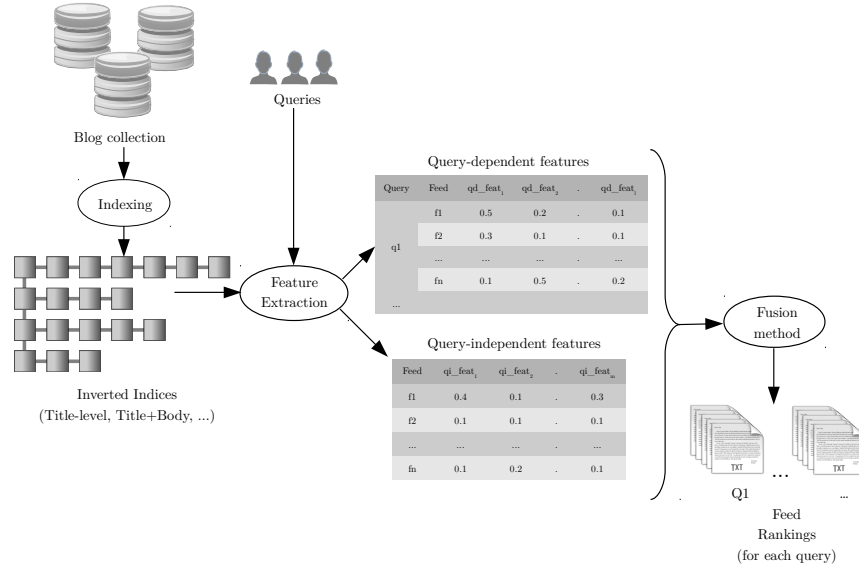 Blog collection
Queries
Indexing
Inverted Indices
(Title-level, Title+Body, ...)
Feature
Extraction
Query-dependent features
Query Feed qd_feat1 qd_feat2 . qd_featl
q1
f1 0.5 0.2 . 0.1
f2 0.3 0.1 . 0.1
... ... ... . ...
fn 0.1 0.5 . 0.2
...
Query-independent features
Feed qi_feat1 qi_feat2 . qi_featm
f1 0.4 0.1 . 0.3
f2 0.1 0.1 . 0.1
... ... ... . ...
fn 0.1 0.2 . 0.1
Fusion
method
TXT ... TXT
Q1 ...
Feed
Rankings
(for each query)